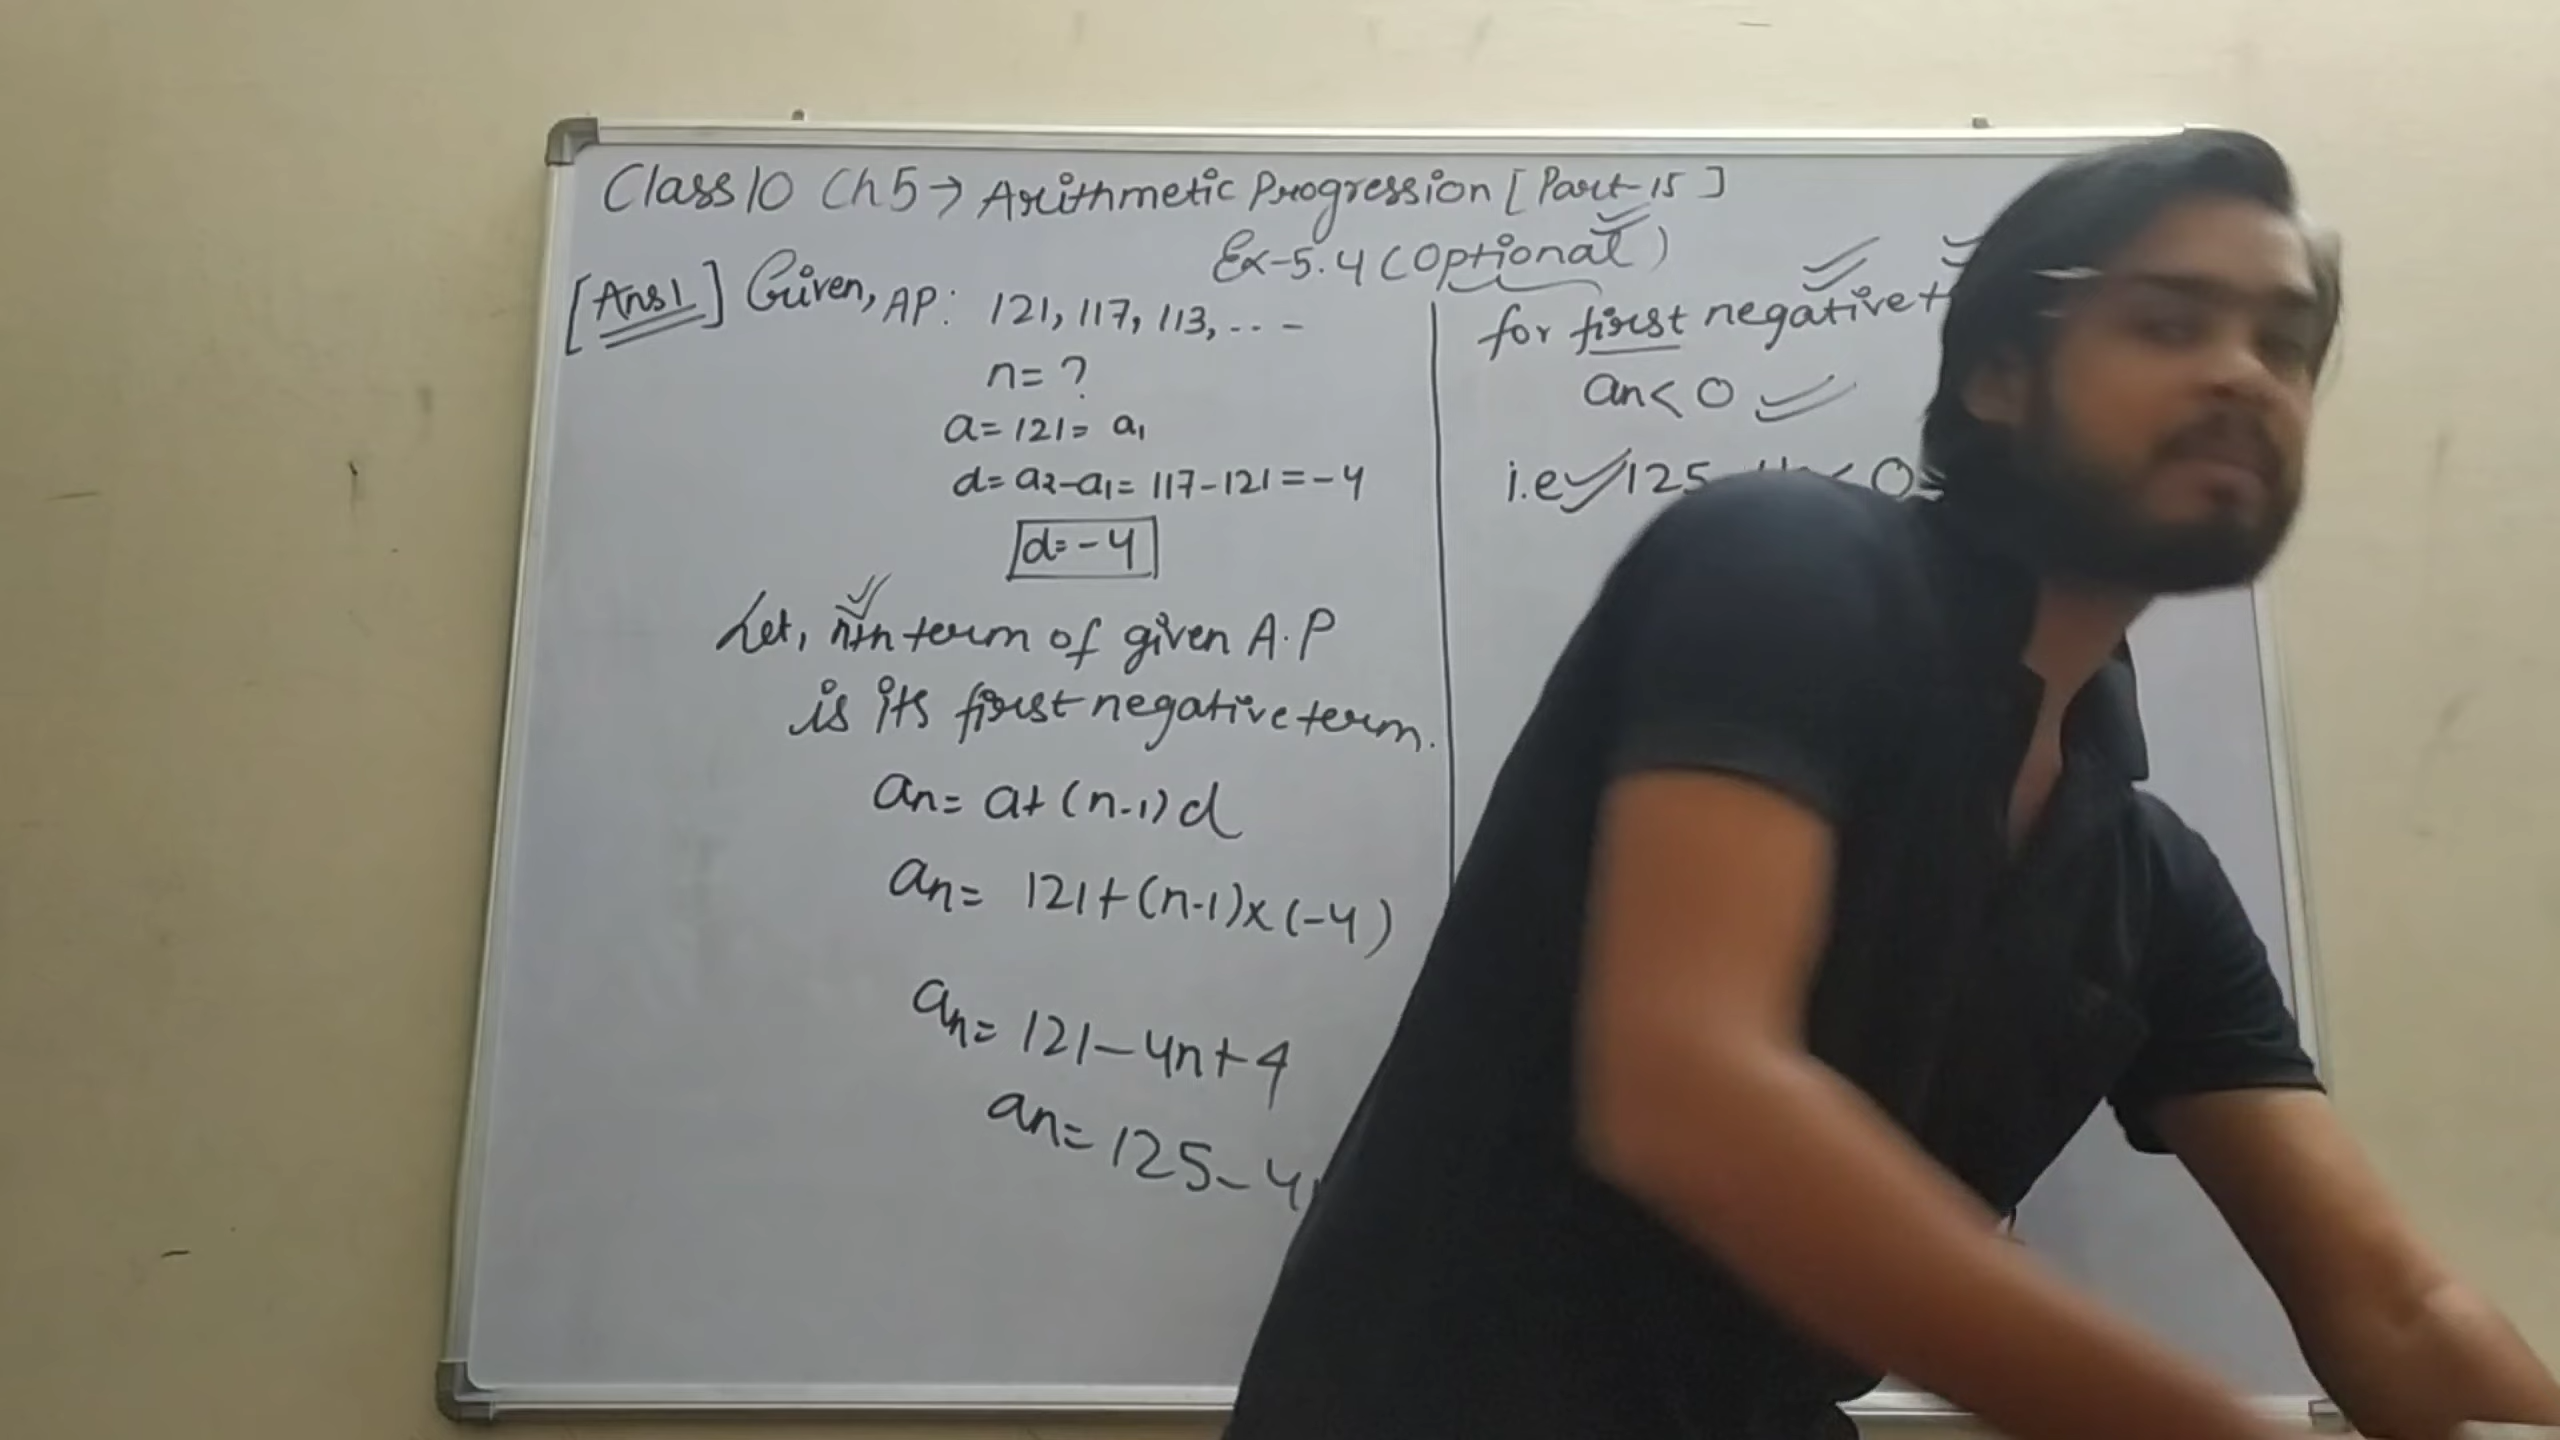 Class 10 Ch 5 → Arithmetic Progression [Part-15]
Ex-5.4 (Optional)
[Ans1] Given, AP: 121, 117, 113, ...
n = ?
a = 121 = a₁
d = a₂-a₁ = 117-121 = -4
d = -4
Let, nth term of given A.P
is its first negative term.
an = a+(n-1)d
an = 121+(n-1)x(-4)
an = 121-4n+4
an = 125-4
for first negative
an < 0
i.e 125 < 0